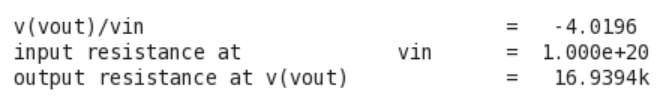 v(vout)/vin = -4.0196
input resistance at vin = 1.000e+20
output resistance at v(vout) = 16.9394k